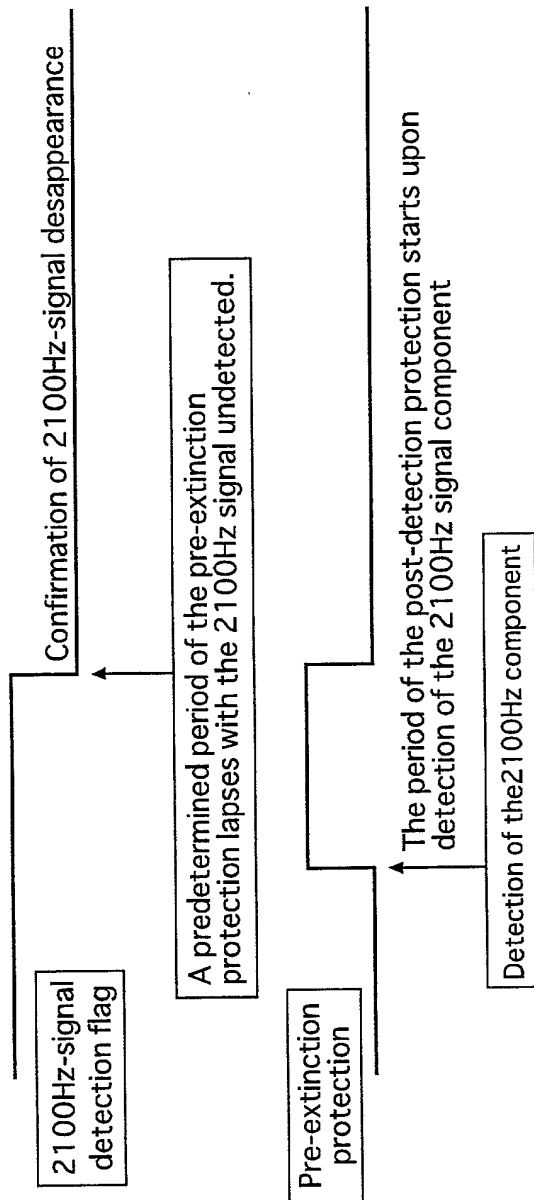 2100Hz-signal
detection flag
Confirmation of 2100Hz-signal desappearance
A predetermined period of the pre-extinction
protection lapses with the 2100Hz signal undetected.
Pre-extinction
protection
The period of the post-detection protection starts upon
detection of the 2100Hz signal component
Detection of the2100Hz component